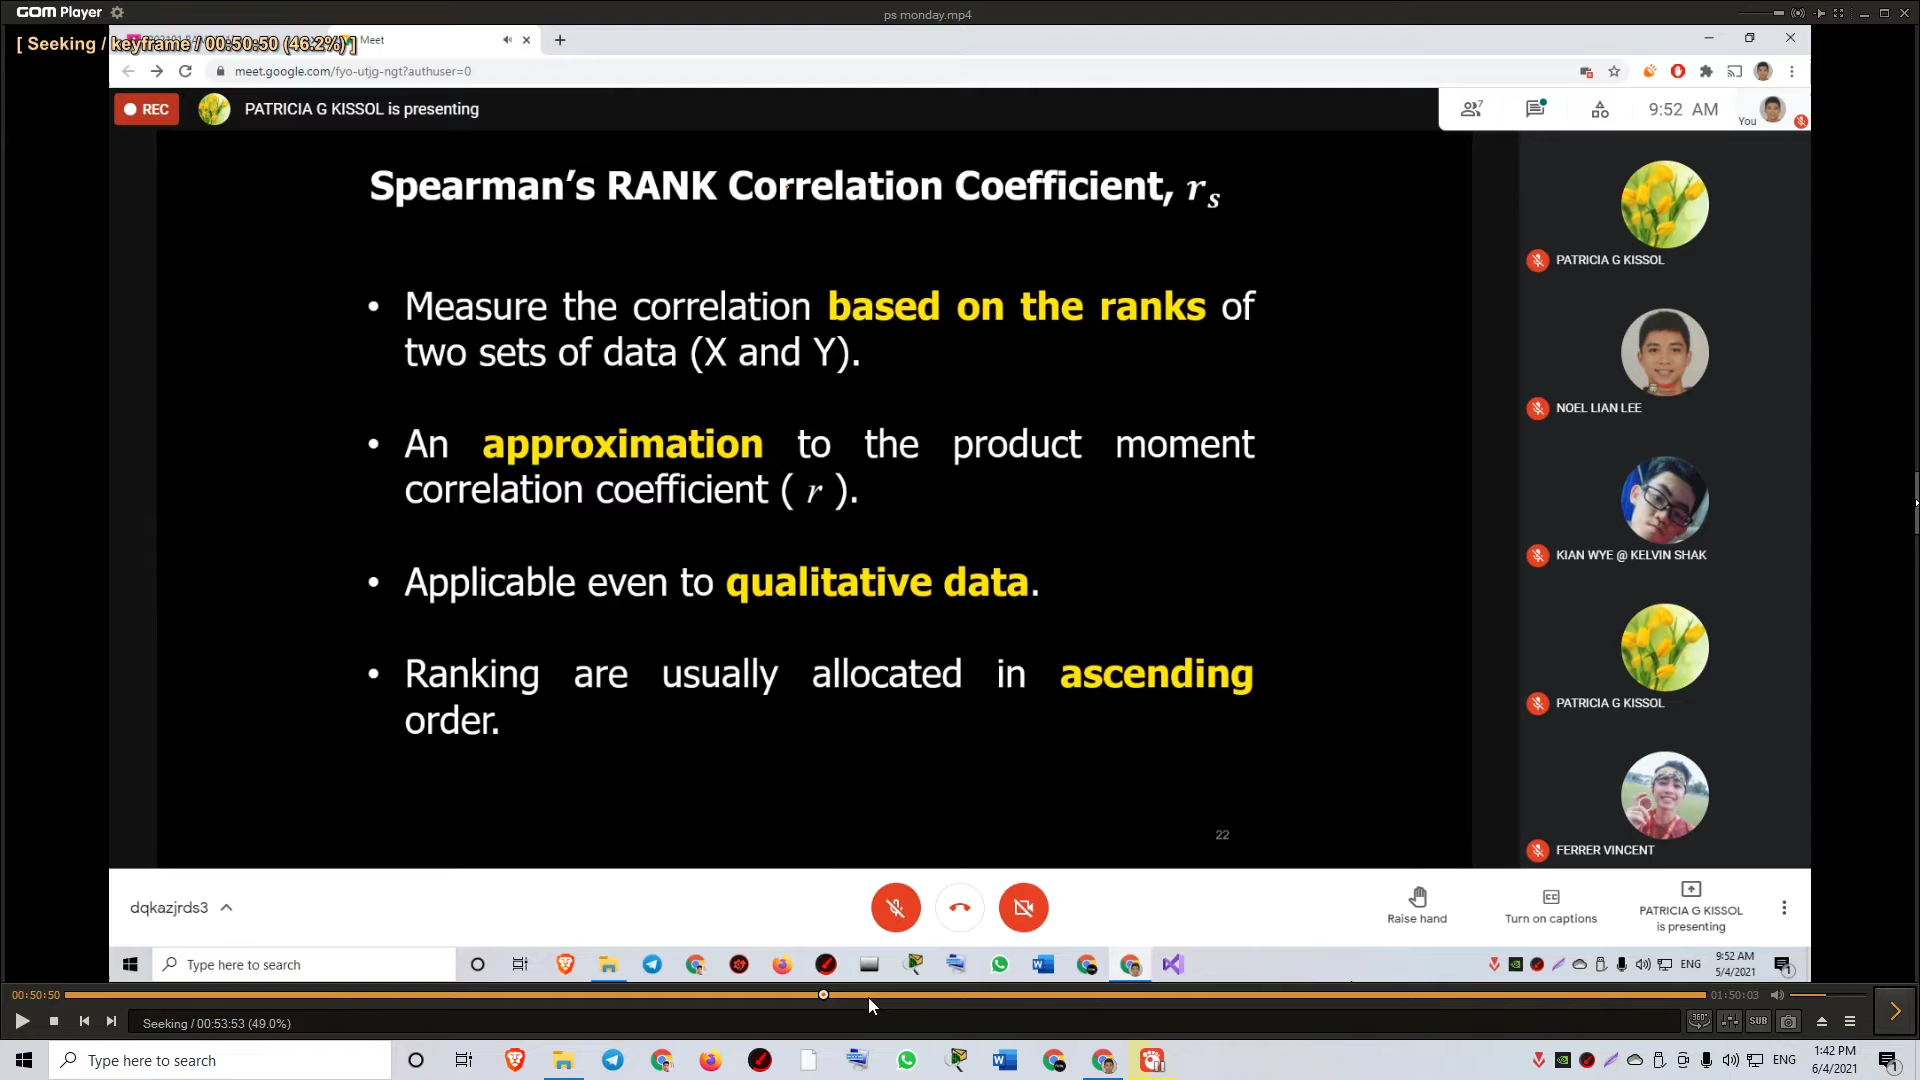 GOM Player
ps monday.mp4
[ Seeking / keyframe / 00:50:50 (46.2%) ]
Meet
meet.google.com/fyo-utjg-ngt?authuser=0
REC
PATRICIA G KISSOL is presenting
7
9:52 AM
You
Spearman’s RANK Correlation Coefficient, rs
• Measure the correlation based on the ranks of
two sets of data (X and Y).
• An approximation to the product moment
correlation coefficient ( r ).
• Applicable even to qualitative data.
• Ranking are usually allocated in ascending
order.
22
PATRICIA G KISSOL
NOEL LIAN LEE
KIAN WYE @ KELVIN SHAK
PATRICIA G KISSOL
FERRER VINCENT
dqkazjrds3
Raise hand
Turn on captions
PATRICIA G KISSOL
is presenting
Type here to search
ENG
9:52 AM
5/4/2021
1
00:50:50
01:50:03
Seeking / 00:53:53 (49.0%)
360°
SUB
Type here to search
ENG
1:42 PM
6/4/2021
1